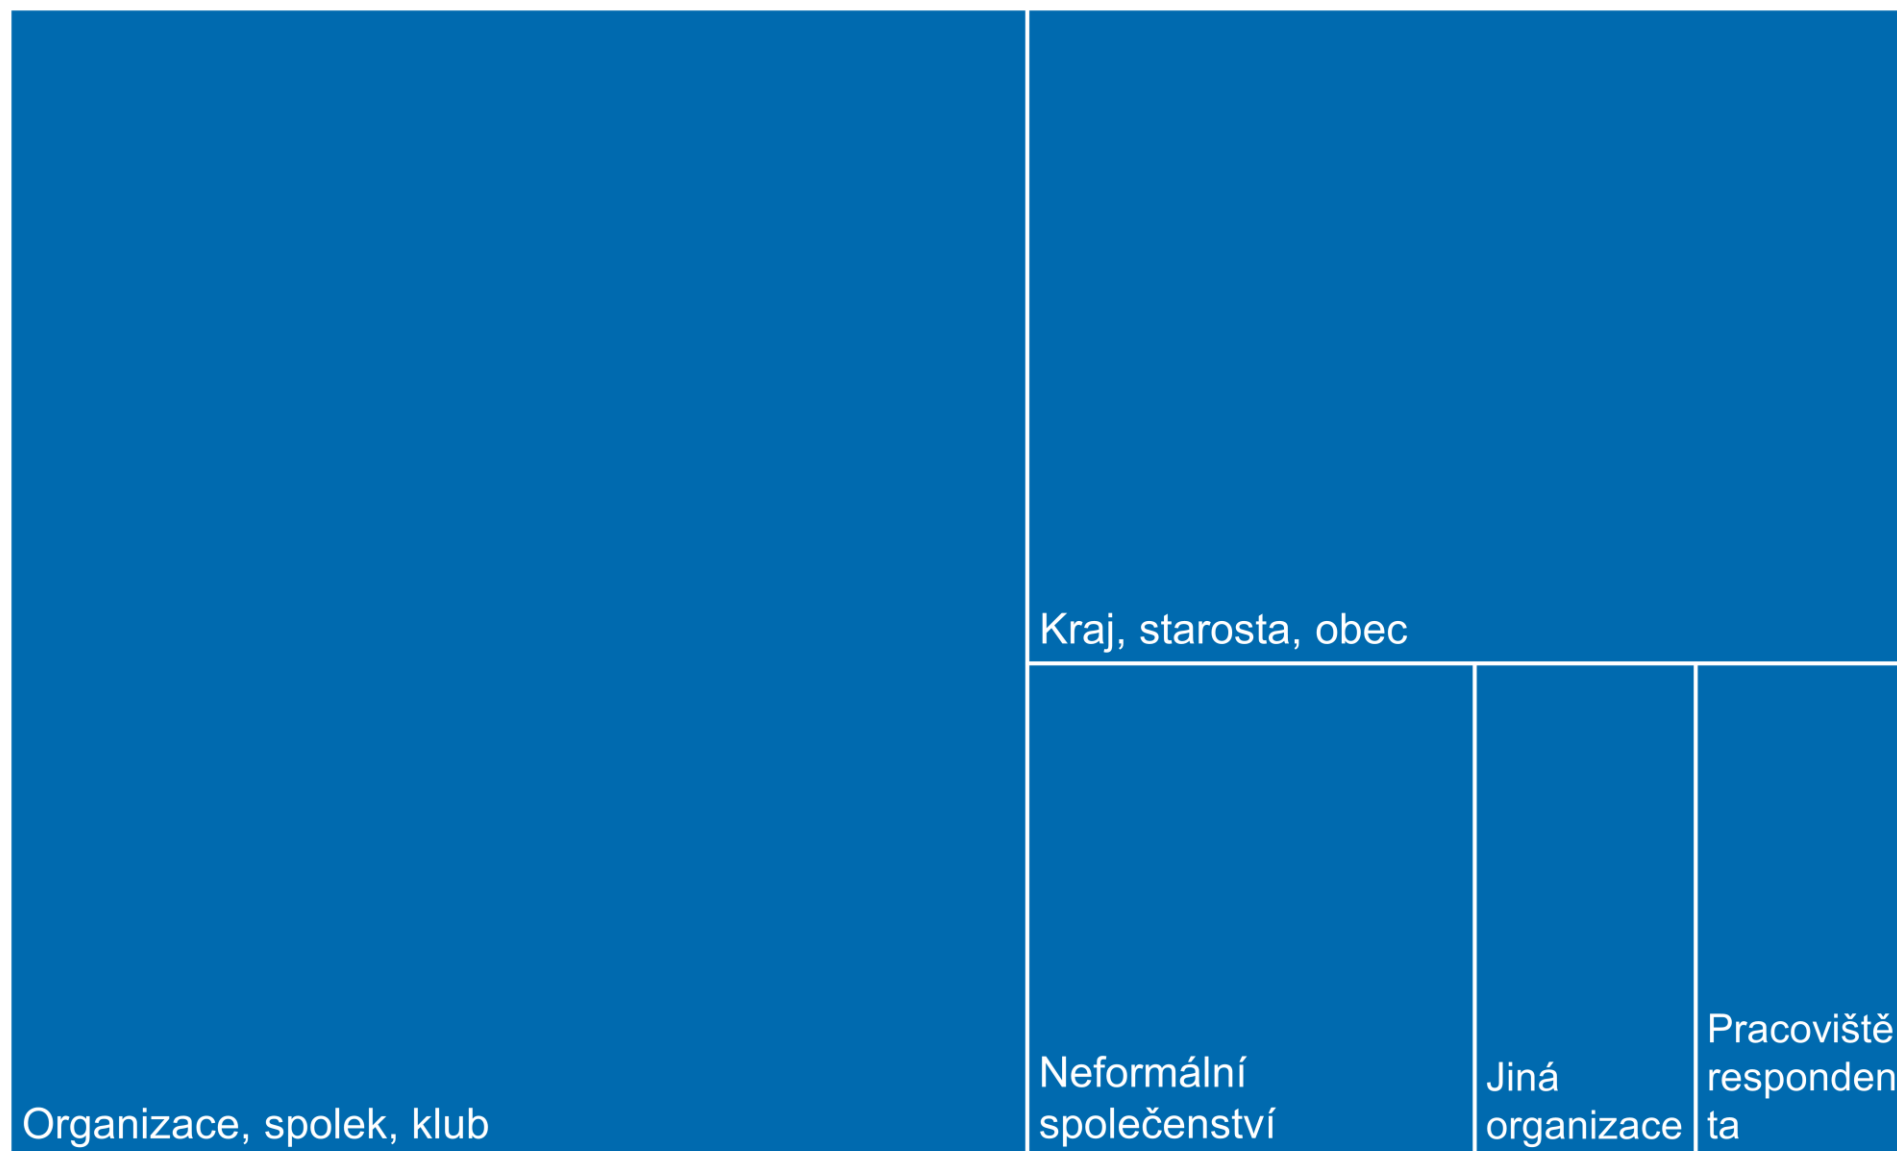 Kraj, starosta, obec
Organizace, spolek, klub
Neformální
společenství
Jiná
organizace
Pracoviště
responden
ta